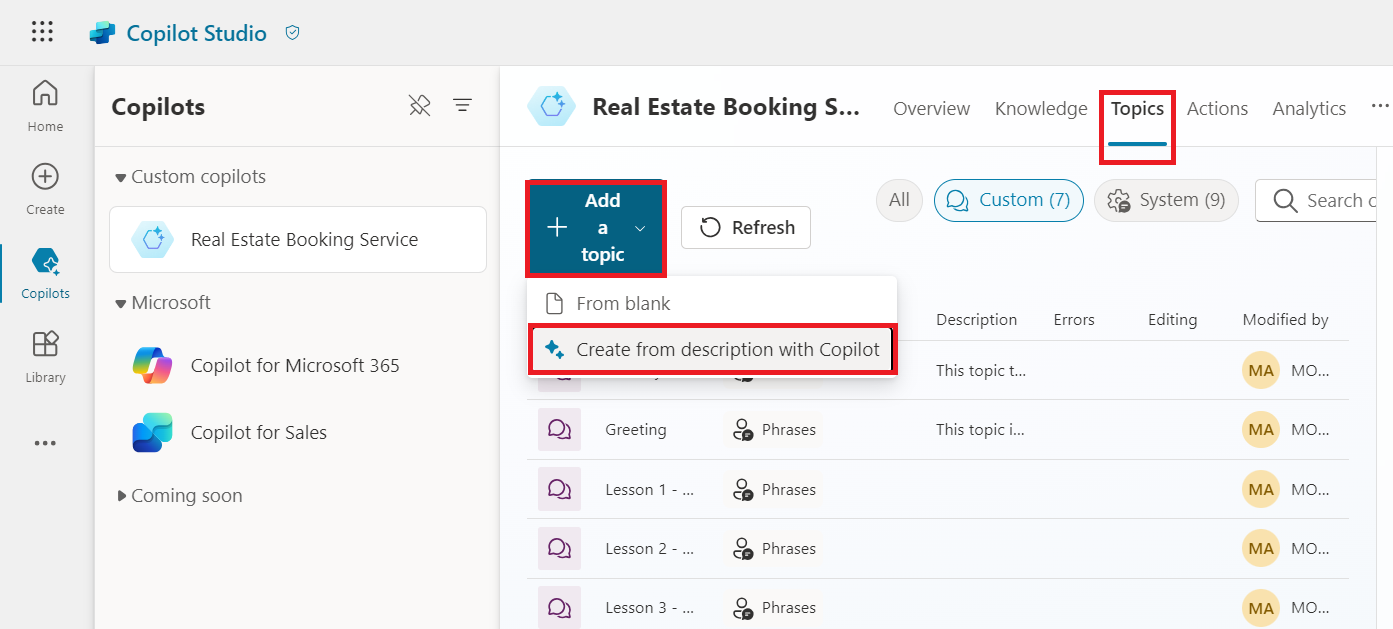 Copilot Studio
Home
Create
Copilots
Library
Copilots
Custom copilots
Real Estate Booking Service
Microsoft
Copilot for Microsoft 365
Copilot for Sales
Coming soon
Real Estate Booking S...
Overview
Knowledge
Topics
Actions
Analytics
Add
a
topic
Refresh
All
Custom (7)
System (9)
Search c
From blank
Create from description with Copilot
Description
Errors
Editing
Modified by
This topic t...
MA
MO...
Greeting
Phrases
This topic i...
MA
MO...
Lesson 1 - ...
Phrases
MA
MO...
Lesson 2 - ...
Phrases
MA
MO...
Lesson 3 - ...
Phrases
MA
MO...